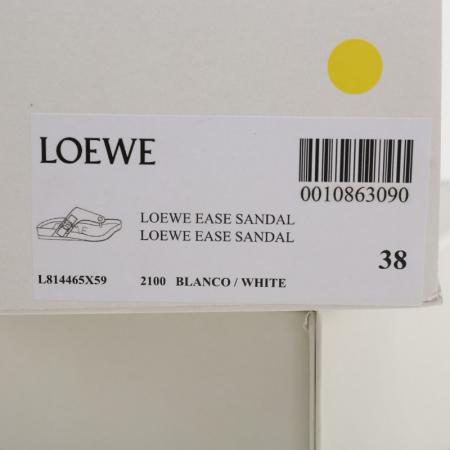 LOEWE
0010863090
LOEWE EASE SANDAL
LOEWE EASE SANDAL
38
L814465X59 2100 BLANCO / WHITE